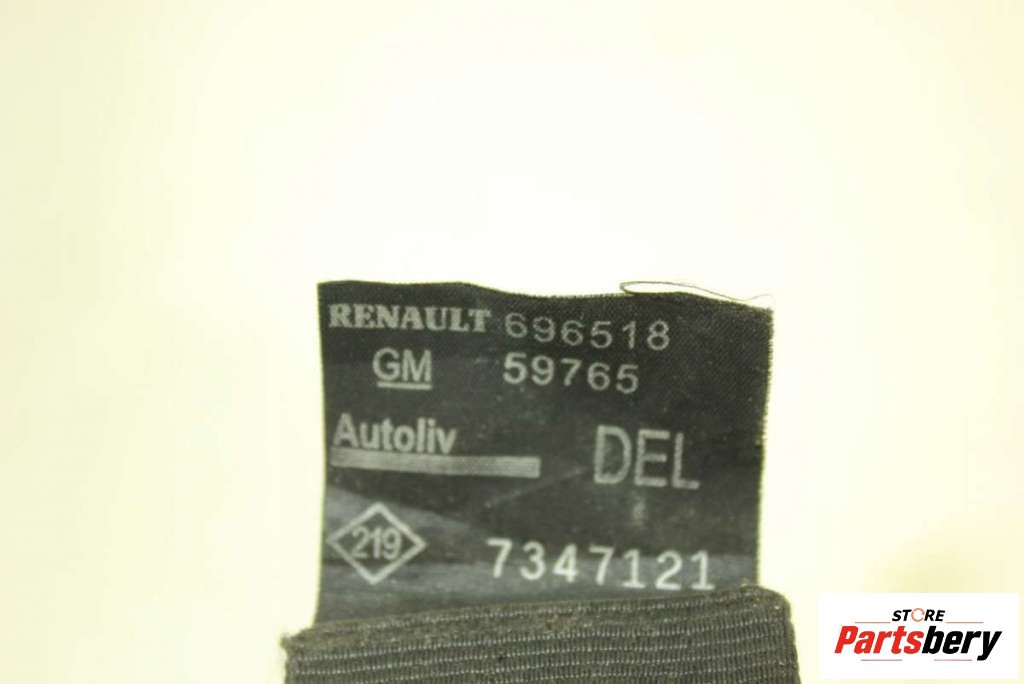 RENAULT 696518
GM 59765
Autoliv DEL
219 7347121
STORE
Partsbery